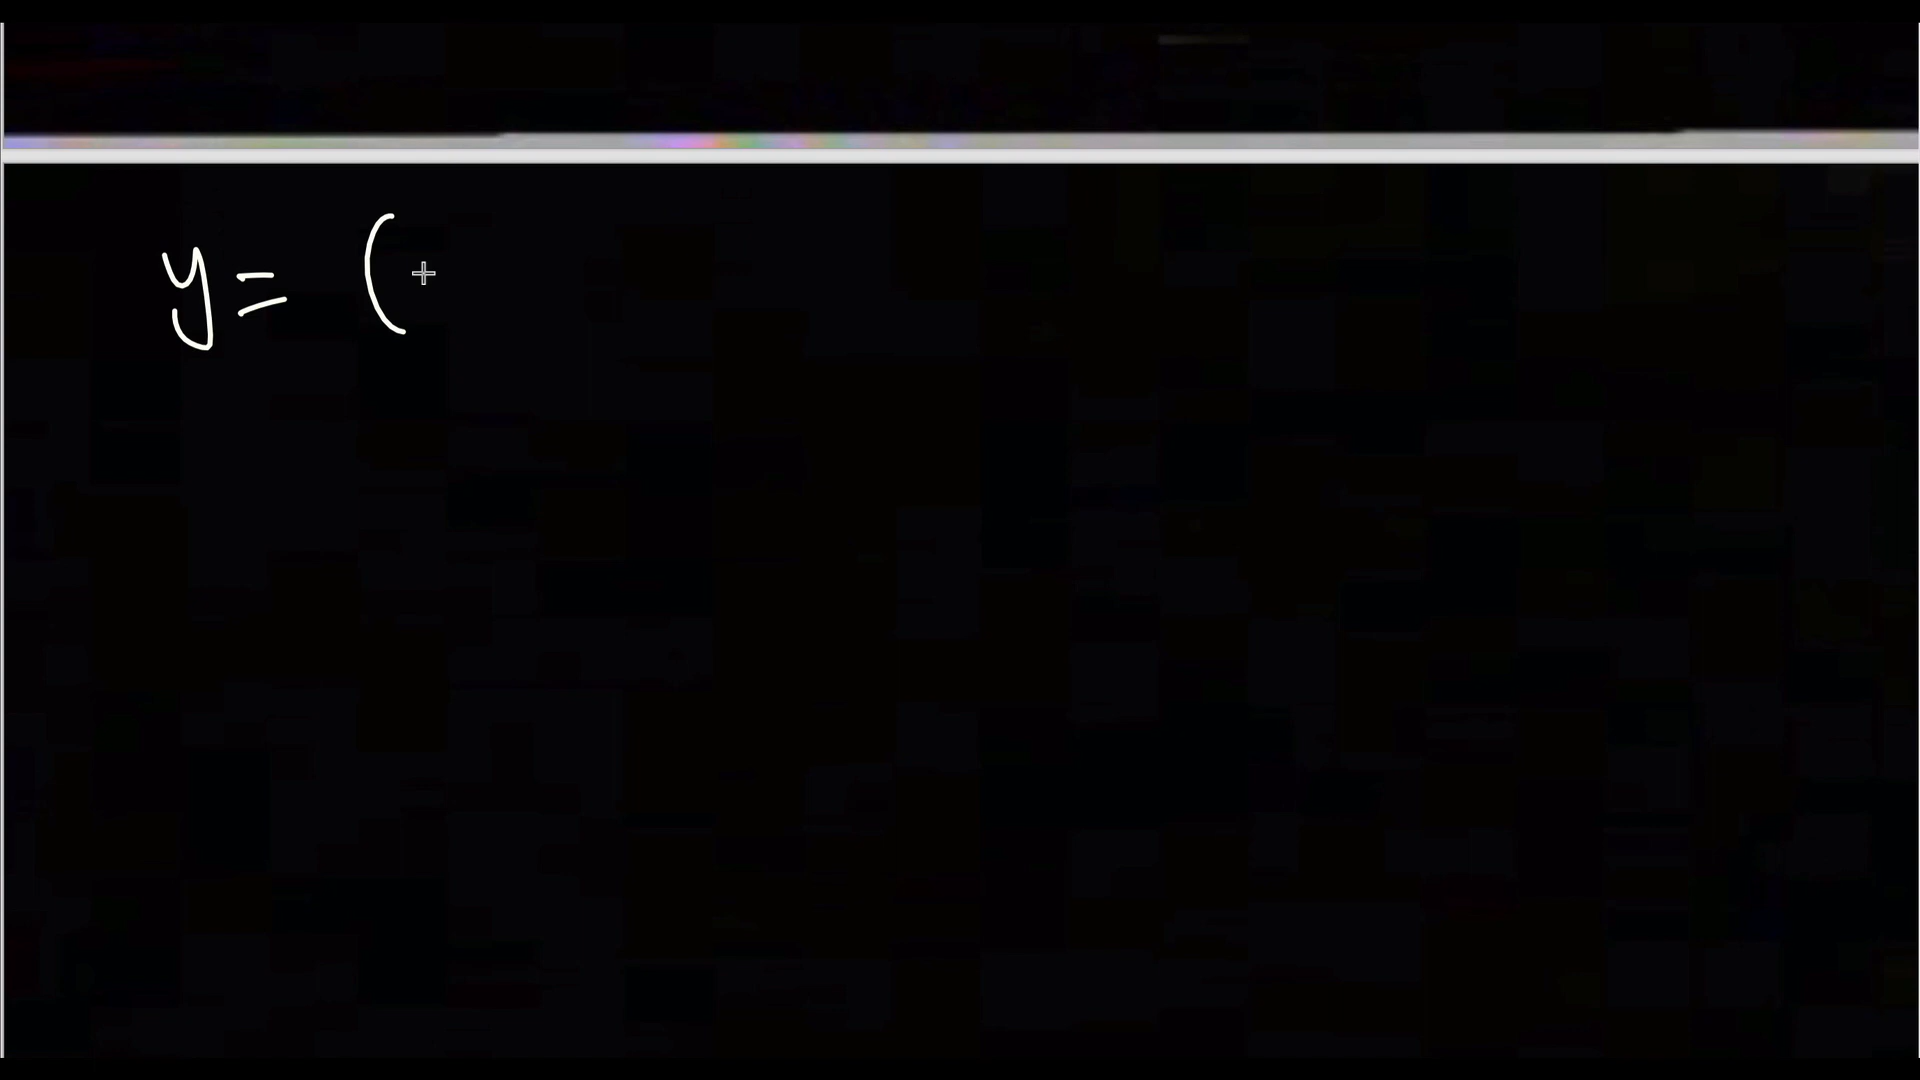 y = (